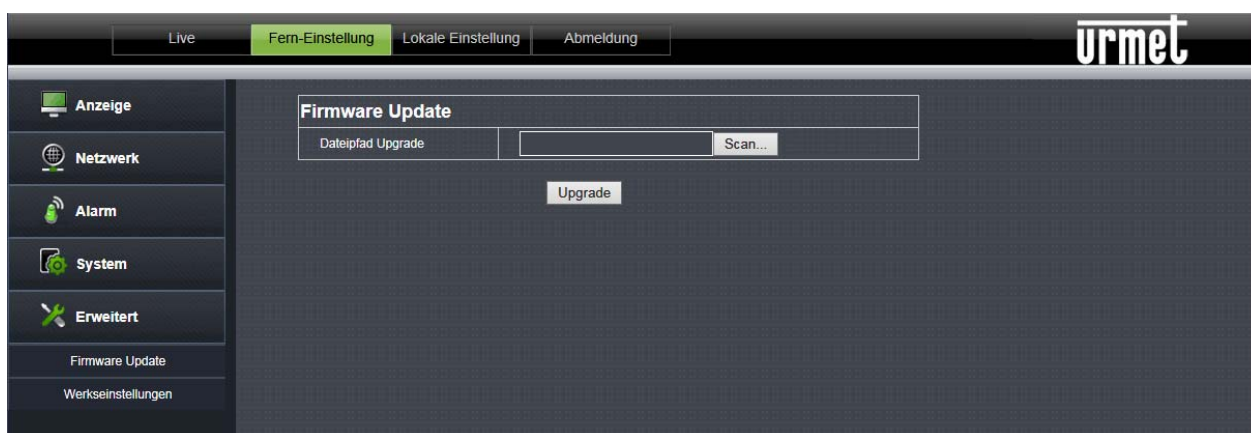 Live
Fern-Einstellung
Lokale Einstellung
Abmeldung
urmet
Anzeige
Netzwerk
Alarm
System
Erweitert
Firmware Update
Werkseinstellungen
Firmware Update
Dateipfad Upgrade
Scan...
Upgrade